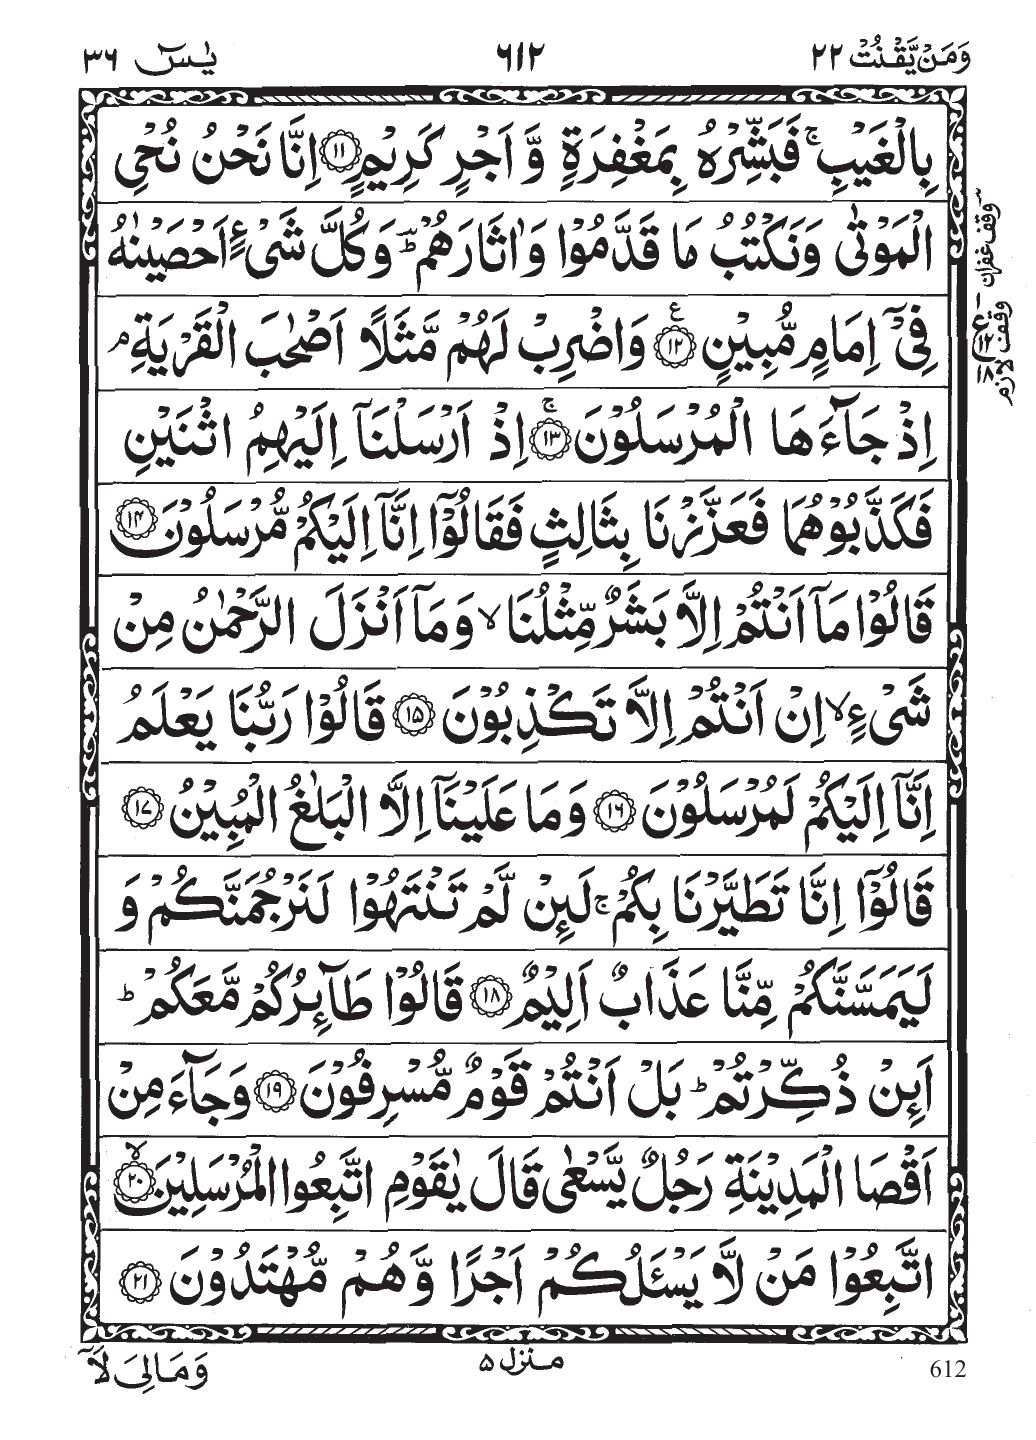 وَمَنْ يَّقْنُتْ ٢٢ ٦١٢ يٰسٓ ٣٦
بِالْغَيْبِ ۚ فَبَشِّرْهُ بِمَغْفِرَةٍ وَّ اَجْرٍ كَرِيْمٍ ﴿۱۱﴾ اِنَّا نَحْنُ نُحْيِ
الْمَوْتٰى وَنَكْتُبُ مَا قَدَّمُوْا وَاٰثَارَهُمْ ؕ وَكُلَّ شَىْءٍ اَحْصَيْنٰهُ
فِىْۤ اِمَامٍ مُّبِيْنٍ ﴿۱۲﴾ ع وَاضْرِبْ لَهُمْ مَّثَلًا اَصْحٰبَ الْقَرْيَةِ ۘ
اِذْ جَآءَهَا الْمُرْسَلُوْنَ ﴿۱۳﴾ ۚ اِذْ اَرْسَلْنَاۤ اِلَيْهِمُ اثْنَيْنِ
فَكَذَّبُوْهُمَا فَعَزَّزْنَا بِثَالِثٍ فَقَالُوْۤا اِنَّاۤ اِلَيْكُمْ مُّرْسَلُوْنَ ﴿۱۴﴾
قَالُوْا مَاۤ اَنْتُمْ اِلَّا بَشَرٌ مِّثْلُنَا ۙ وَمَاۤ اَنْزَلَ الرَّحْمٰنُ مِنْ
شَىْءٍ ۙ اِنْ اَنْتُمْ اِلَّا تَكْذِبُوْنَ ﴿۱۵﴾ قَالُوْا رَبُّنَا يَعْلَمُ
اِنَّاۤ اِلَيْكُمْ لَمُرْسَلُوْنَ ﴿۱۶﴾ وَمَا عَلَيْنَاۤ اِلَّا الْبَلٰغُ الْمُبِيْنُ ﴿۱۷﴾
قَالُوْۤا اِنَّا تَطَيَّرْنَا بِكُمْ ۚ لَئِنْ لَّمْ تَنْتَهُوْا لَنَرْجُمَنَّكُمْ وَ
لَيَمَسَّنَّكُمْ مِّنَّا عَذَابٌ اَلِيْمٌ ﴿۱۸﴾ قَالُوْا طَآئِرُكُمْ مَّعَكُمْ ؕ
اَئِنْ ذُكِّرْتُمْ ؕ بَلْ اَنْتُمْ قَوْمٌ مُّسْرِفُوْنَ ﴿۱۹﴾ وَجَآءَ مِنْ
اَقْصَا الْمَدِيْنَةِ رَجُلٌ يَّسْعٰى قَالَ يٰقَوْمِ اتَّبِعُوا الْمُرْسَلِيْنَ ﴿۲۰﴾ ۙ
اتَّبِعُوْا مَنْ لَّا يَسْـَٔلُكُمْ اَجْرًا وَّهُمْ مُّهْتَدُوْنَ ﴿۲۱﴾
وقف غفران
ع ١٢ ١٨
وقف لازم
منزل ۵
وَمَالِىَ لَاۤ
612